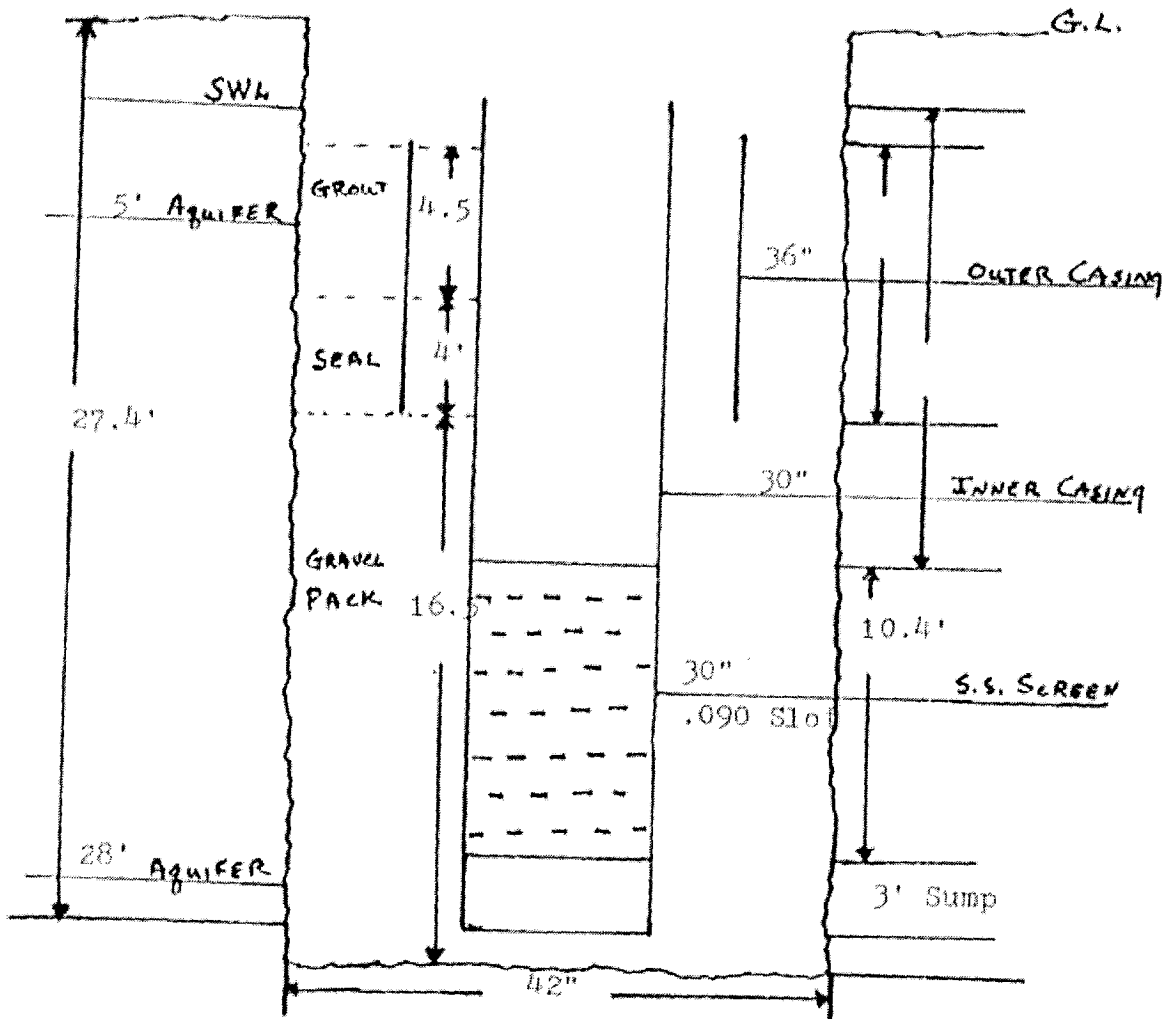 G.L.
SWL
GROUT
4.5
5' AQUIFER
36"
OUTER CASING
SEAL
4'
27.4'
30"
INNER CASING
GRAVEL
PACK
16.5'
10.4'
30"
S.S. SCREEN
.090 Slot
28' AQUIFER
3' Sump
42"